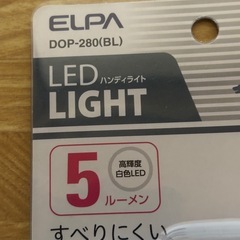 ELPA
DOP-280(BL)
LED ハンディライト
LIGHT
5 ルーメン
高輝度
白色LED
すべりにくい